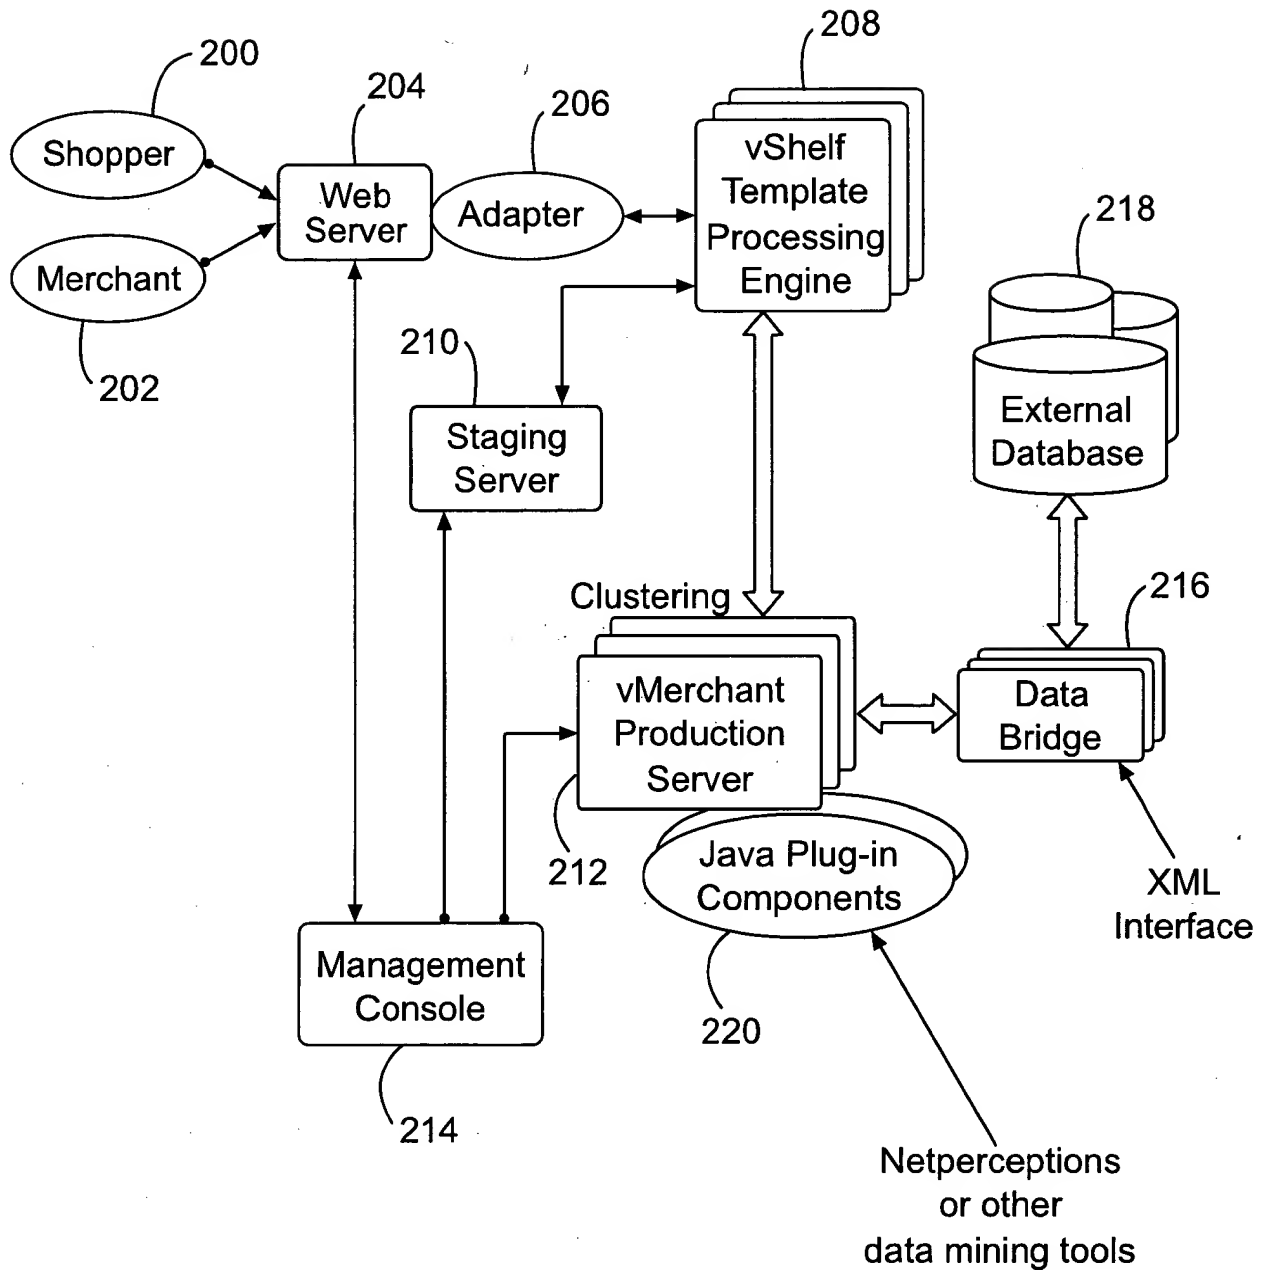 208
200
204
206
Shopper
Web
Server
Adapter
vShelf
Template
Processing
Engine
Merchant
202
218
210
External
Database
Staging
Server
Clustering
216
vMerchant
Production
Server
Data
Bridge
212
Java Plug-in
Components
XML
Interface
Management
Console
220
214
Netperceptions
or other
data mining tools